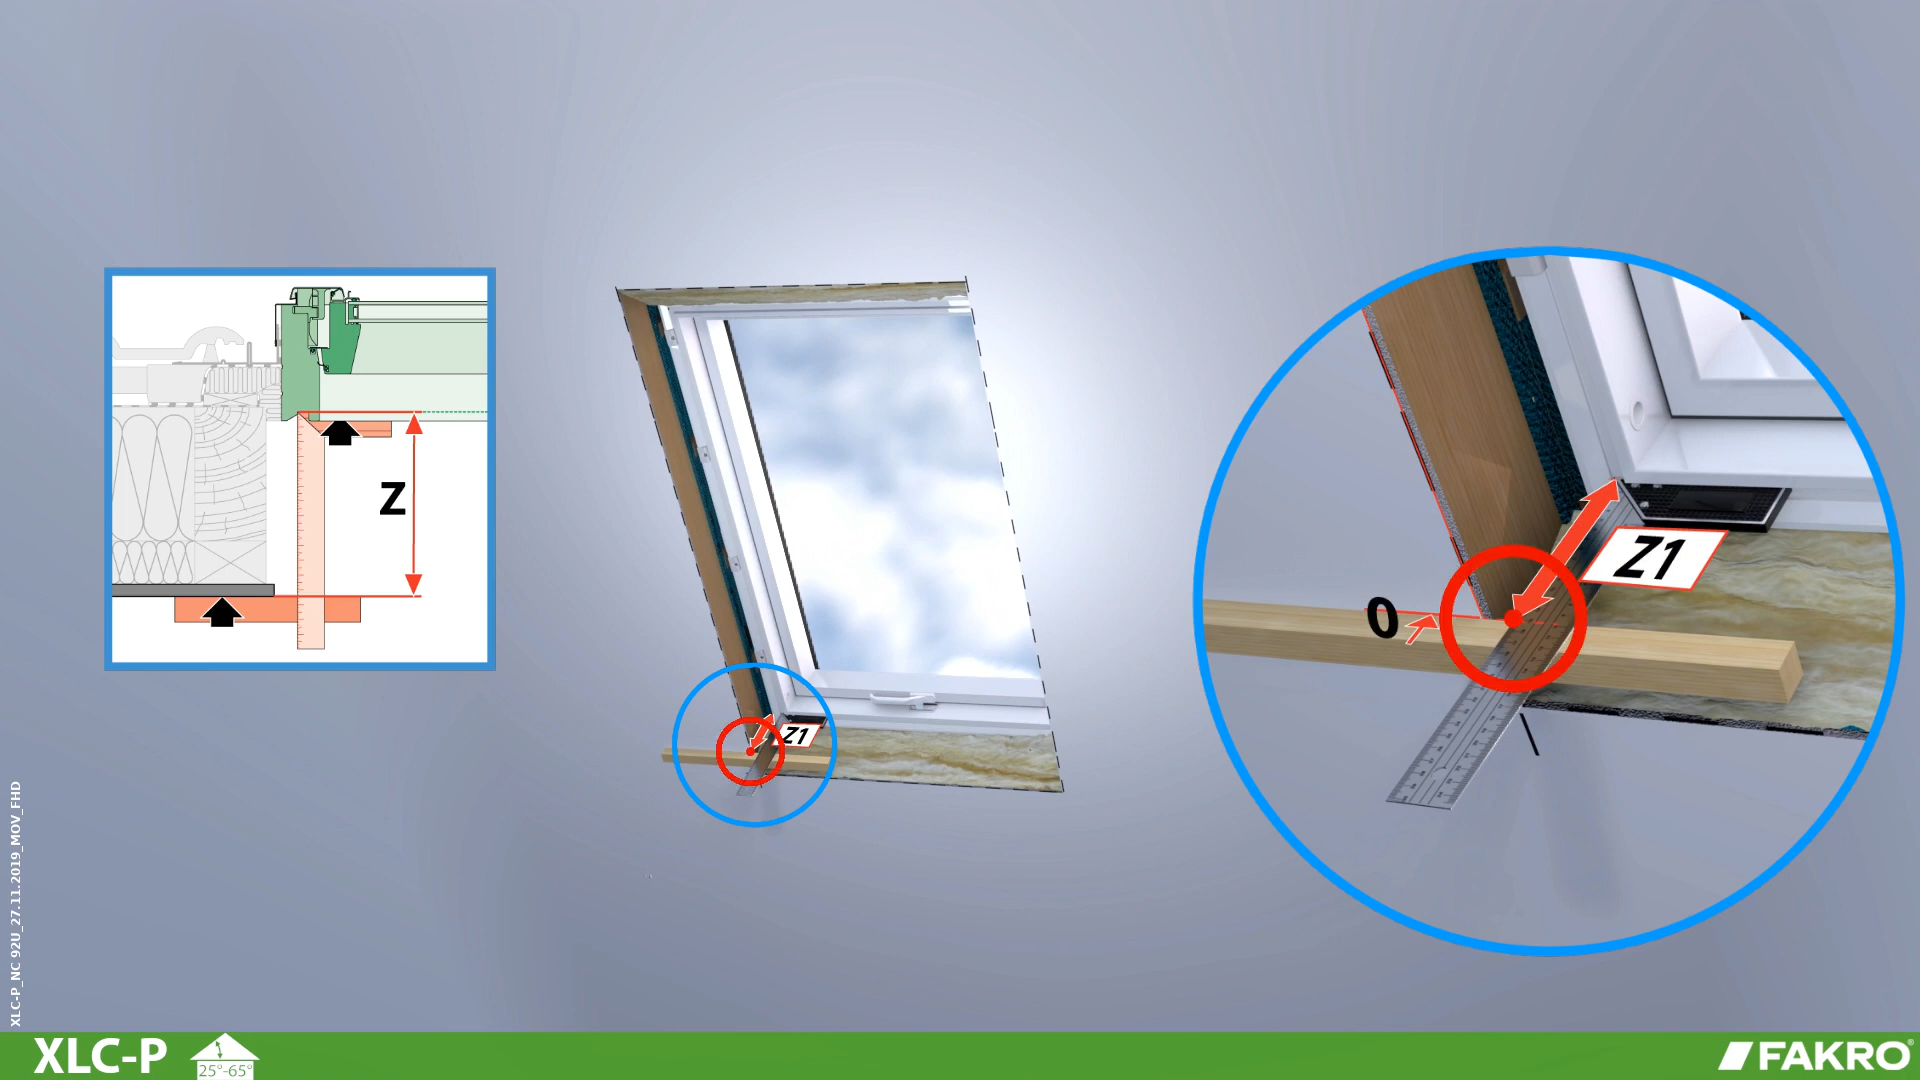 Z
Z1
0
Z1
XLC-P_NC 92U_27.11.2019_MOV_FHD
XLC-P
25°-65°
FAKRO®